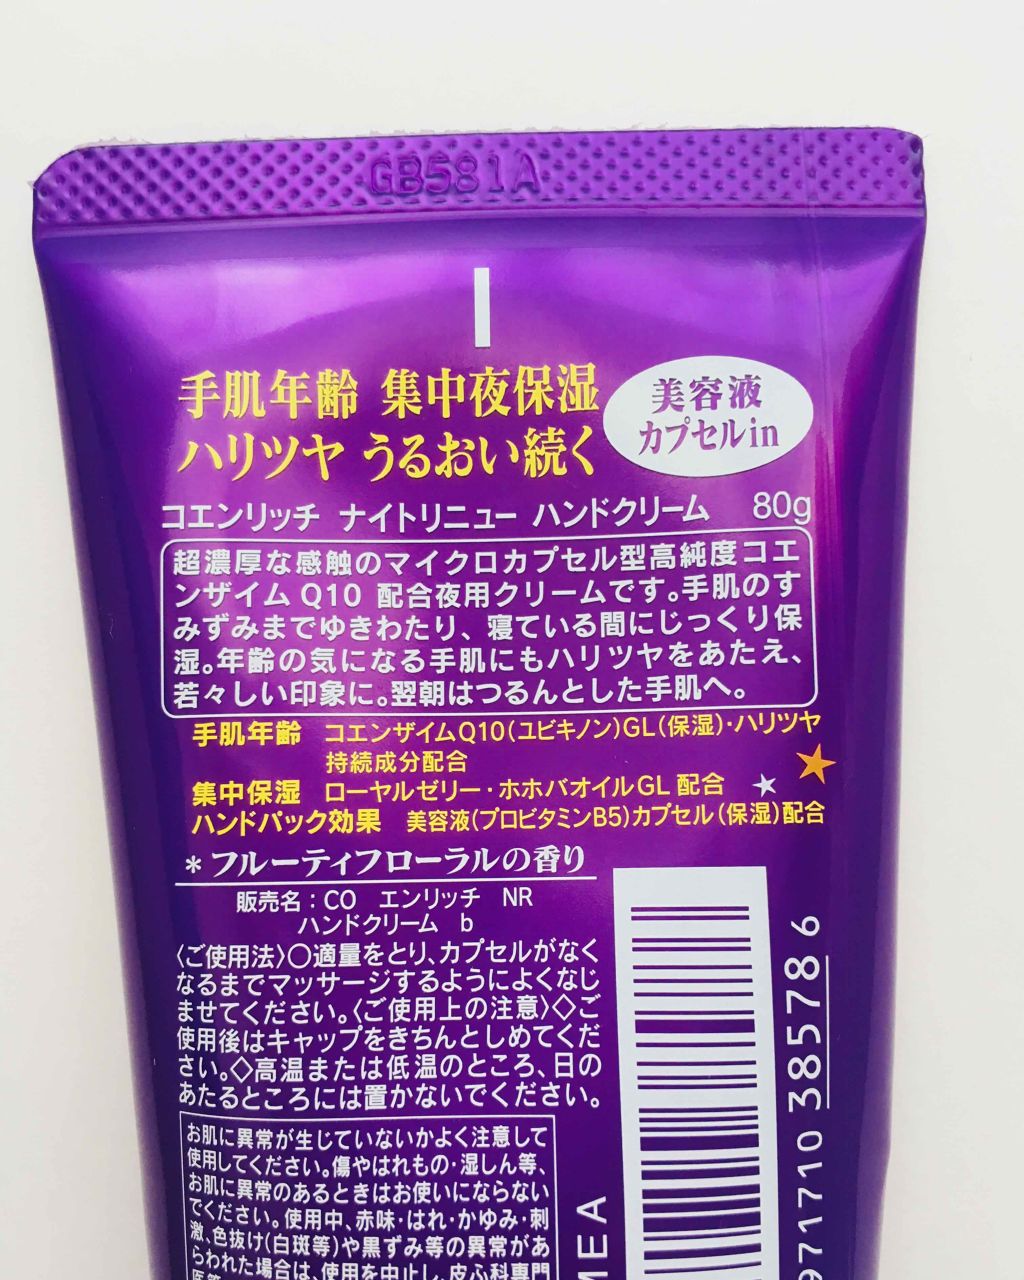 GB581A
手肌年齢 集中夜保湿
ハリツヤ うるおい続く
美容液
カプセルin
コエンリッチ ナイトリニュー ハンドクリーム 80g
超濃厚な感触のマイクロカプセル型高純度コエ
ンザイム Q10 配合夜用クリームです。手肌のす
みずみまでゆきわたり、寝ている間にじっくり保
湿。年齢の気になる手肌にもハリツヤをあたえ、
若々しい印象に。翌朝はつるんとした手肌へ。
手肌年齢 コエンザイムQ10(ユビキノン)GL(保湿)・ハリツヤ
持続成分配合
集中保湿 ローヤルゼリー・ホホバオイルGL 配合
ハンドパック効果 美容液(プロビタミンB5)カプセル(保湿)配合
＊フルーティフローラルの香り
販売名:CO エンリッチ NR
ハンドクリーム b
〈ご使用法〉○適量をとり、カプセルがなく
なるまでマッサージするようによくなじ
ませてください。〈ご使用上の注意〉◇ご
使用後はキャップをきちんとしめてくだ
さい。◇高温または低温のところ、日の
あたるところには置かないでください。
お肌に異常が生じていないかよく注意して
使用してください。傷やはれもの・湿しん等、
お肌に異常のあるときはお使いにならない
でください。使用中、赤味・はれ・かゆみ・刺
激、色抜け(白斑等)や黒ずみ等の異常があ
らわれた場合は、使用を中止し、皮ふ科専門
MEA
971710 385786